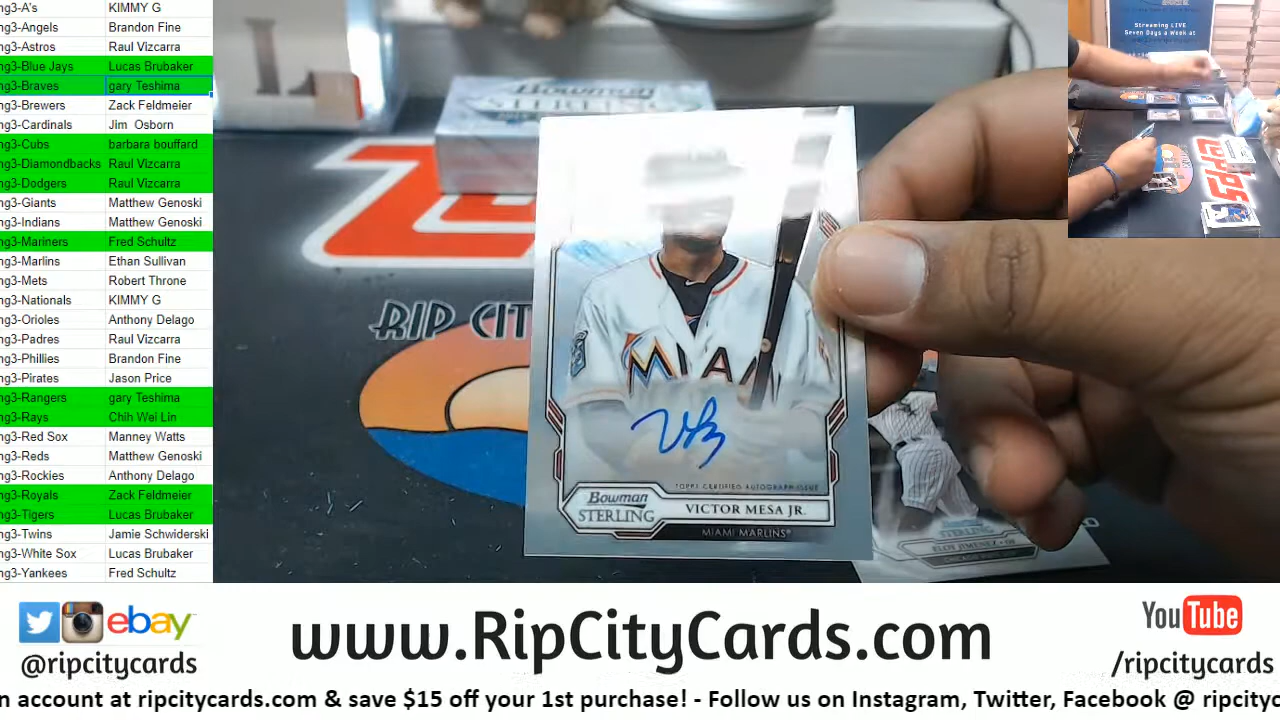 ng3-A's KIMMY G
ng3-Angels Brandon Fine
ng3-Astros Raul Vizcarra
ng3-Blue Jays Lucas Brubaker
ng3-Braves gary Teshima
ng3-Brewers Zack Feldmeier
ng3-Cardinals Jim Osborn
ng3-Cubs barbara bouffard
ng3-Diamondbacks Raul Vizcarra
ng3-Dodgers Raul Vizcarra
ng3-Giants Matthew Genoski
ng3-Indians Matthew Genoski
ng3-Mariners Fred Schultz
ng3-Marlins Ethan Sullivan
ng3-Mets Robert Throne
ng3-Nationals KIMMY G
ng3-Orioles Anthony Delago
ng3-Padres Raul Vizcarra
ng3-Phillies Brandon Fine
ng3-Pirates Jason Price
ng3-Rangers gary Teshima
ng3-Rays Chih Wei Lin
ng3-Red Sox Manney Watts
ng3-Reds Matthew Genoski
ng3-Rockies Anthony Delago
ng3-Royals Zack Feldmeier
ng3-Tigers Lucas Brubaker
ng3-Twins Jamie Schwiderski
ng3-White Sox Lucas Brubaker
ng3-Yankees Fred Schultz
Bowman
STERLING
RIP CIT
MIAMI
TOPPS CERTIFIED AUTOGRAPH ISSUE
Bowman
STERLING
VICTOR MESA JR.
MIAMI MARLINS
STERLING
ELOY JIMENEZ • OF
Streaming LIVE
Seven Days a Week at
TOPPS
ebay
@ripcitycards
www.RipCityCards.com
YouTube
/ripcitycards
n account at ripcitycards.com & save $15 off your 1st purchase! - Follow us on Instagram, Twitter, Facebook @ ripcityc